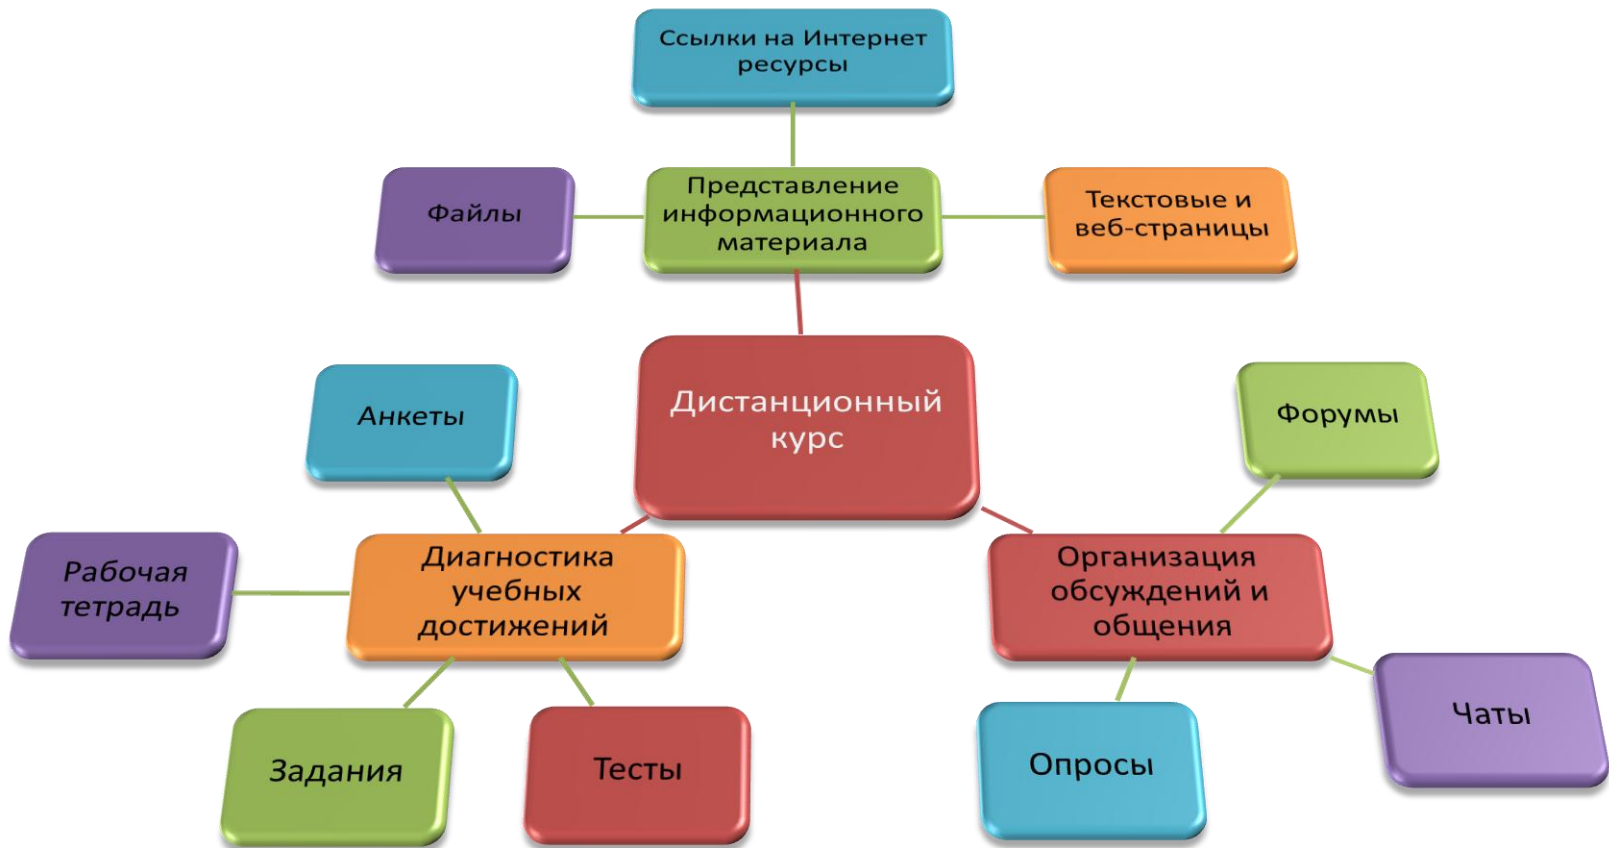 Ссылки на Интернет
ресурсы
Файлы
Представление
информационного
материала
Текстовые и
веб-страницы
Дистанционный
курс
Анкеты
Форумы
Рабочая
тетрадь
Диагностика
учебных
достижений
Организация
обсуждений и
общения
Задания
Тесты
Опросы
Чаты